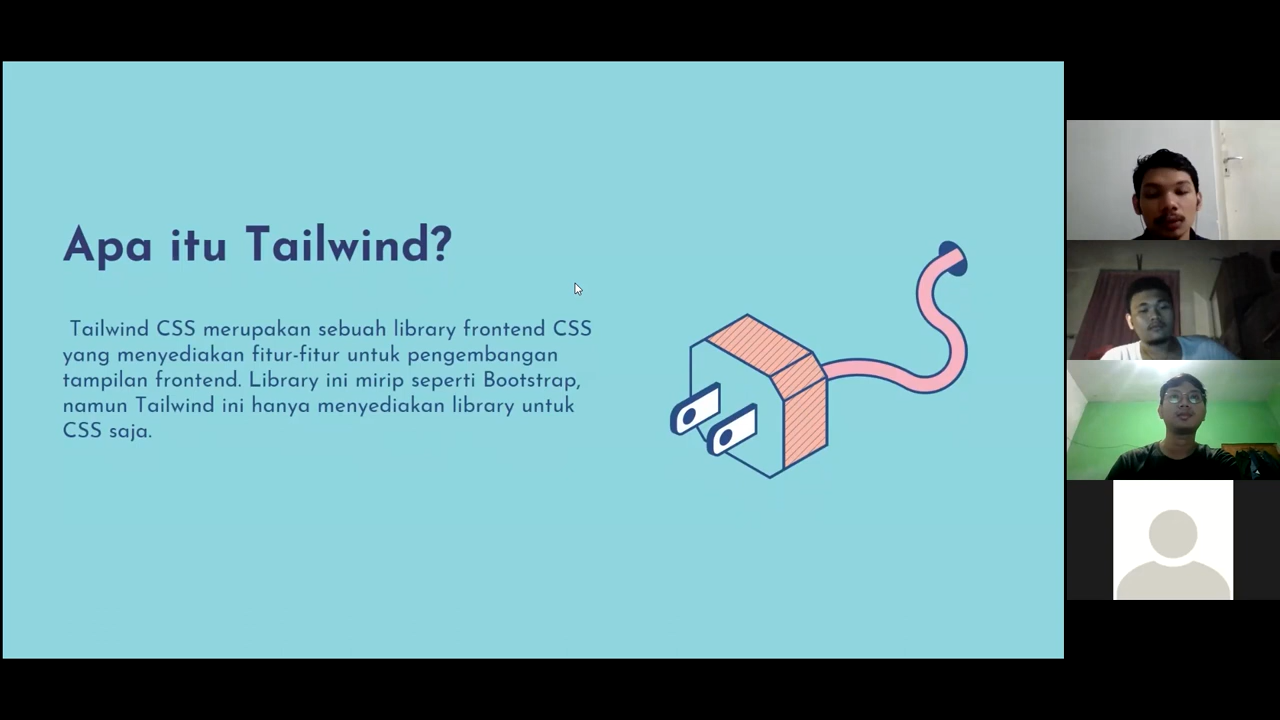 Apa itu Tailwind?
Tailwind CSS merupakan sebuah library frontend CSS
yang menyediakan fitur-fitur untuk pengembangan
tampilan frontend. Library ini mirip seperti Bootstrap,
namun Tailwind ini hanya menyediakan library untuk
CSS saja.